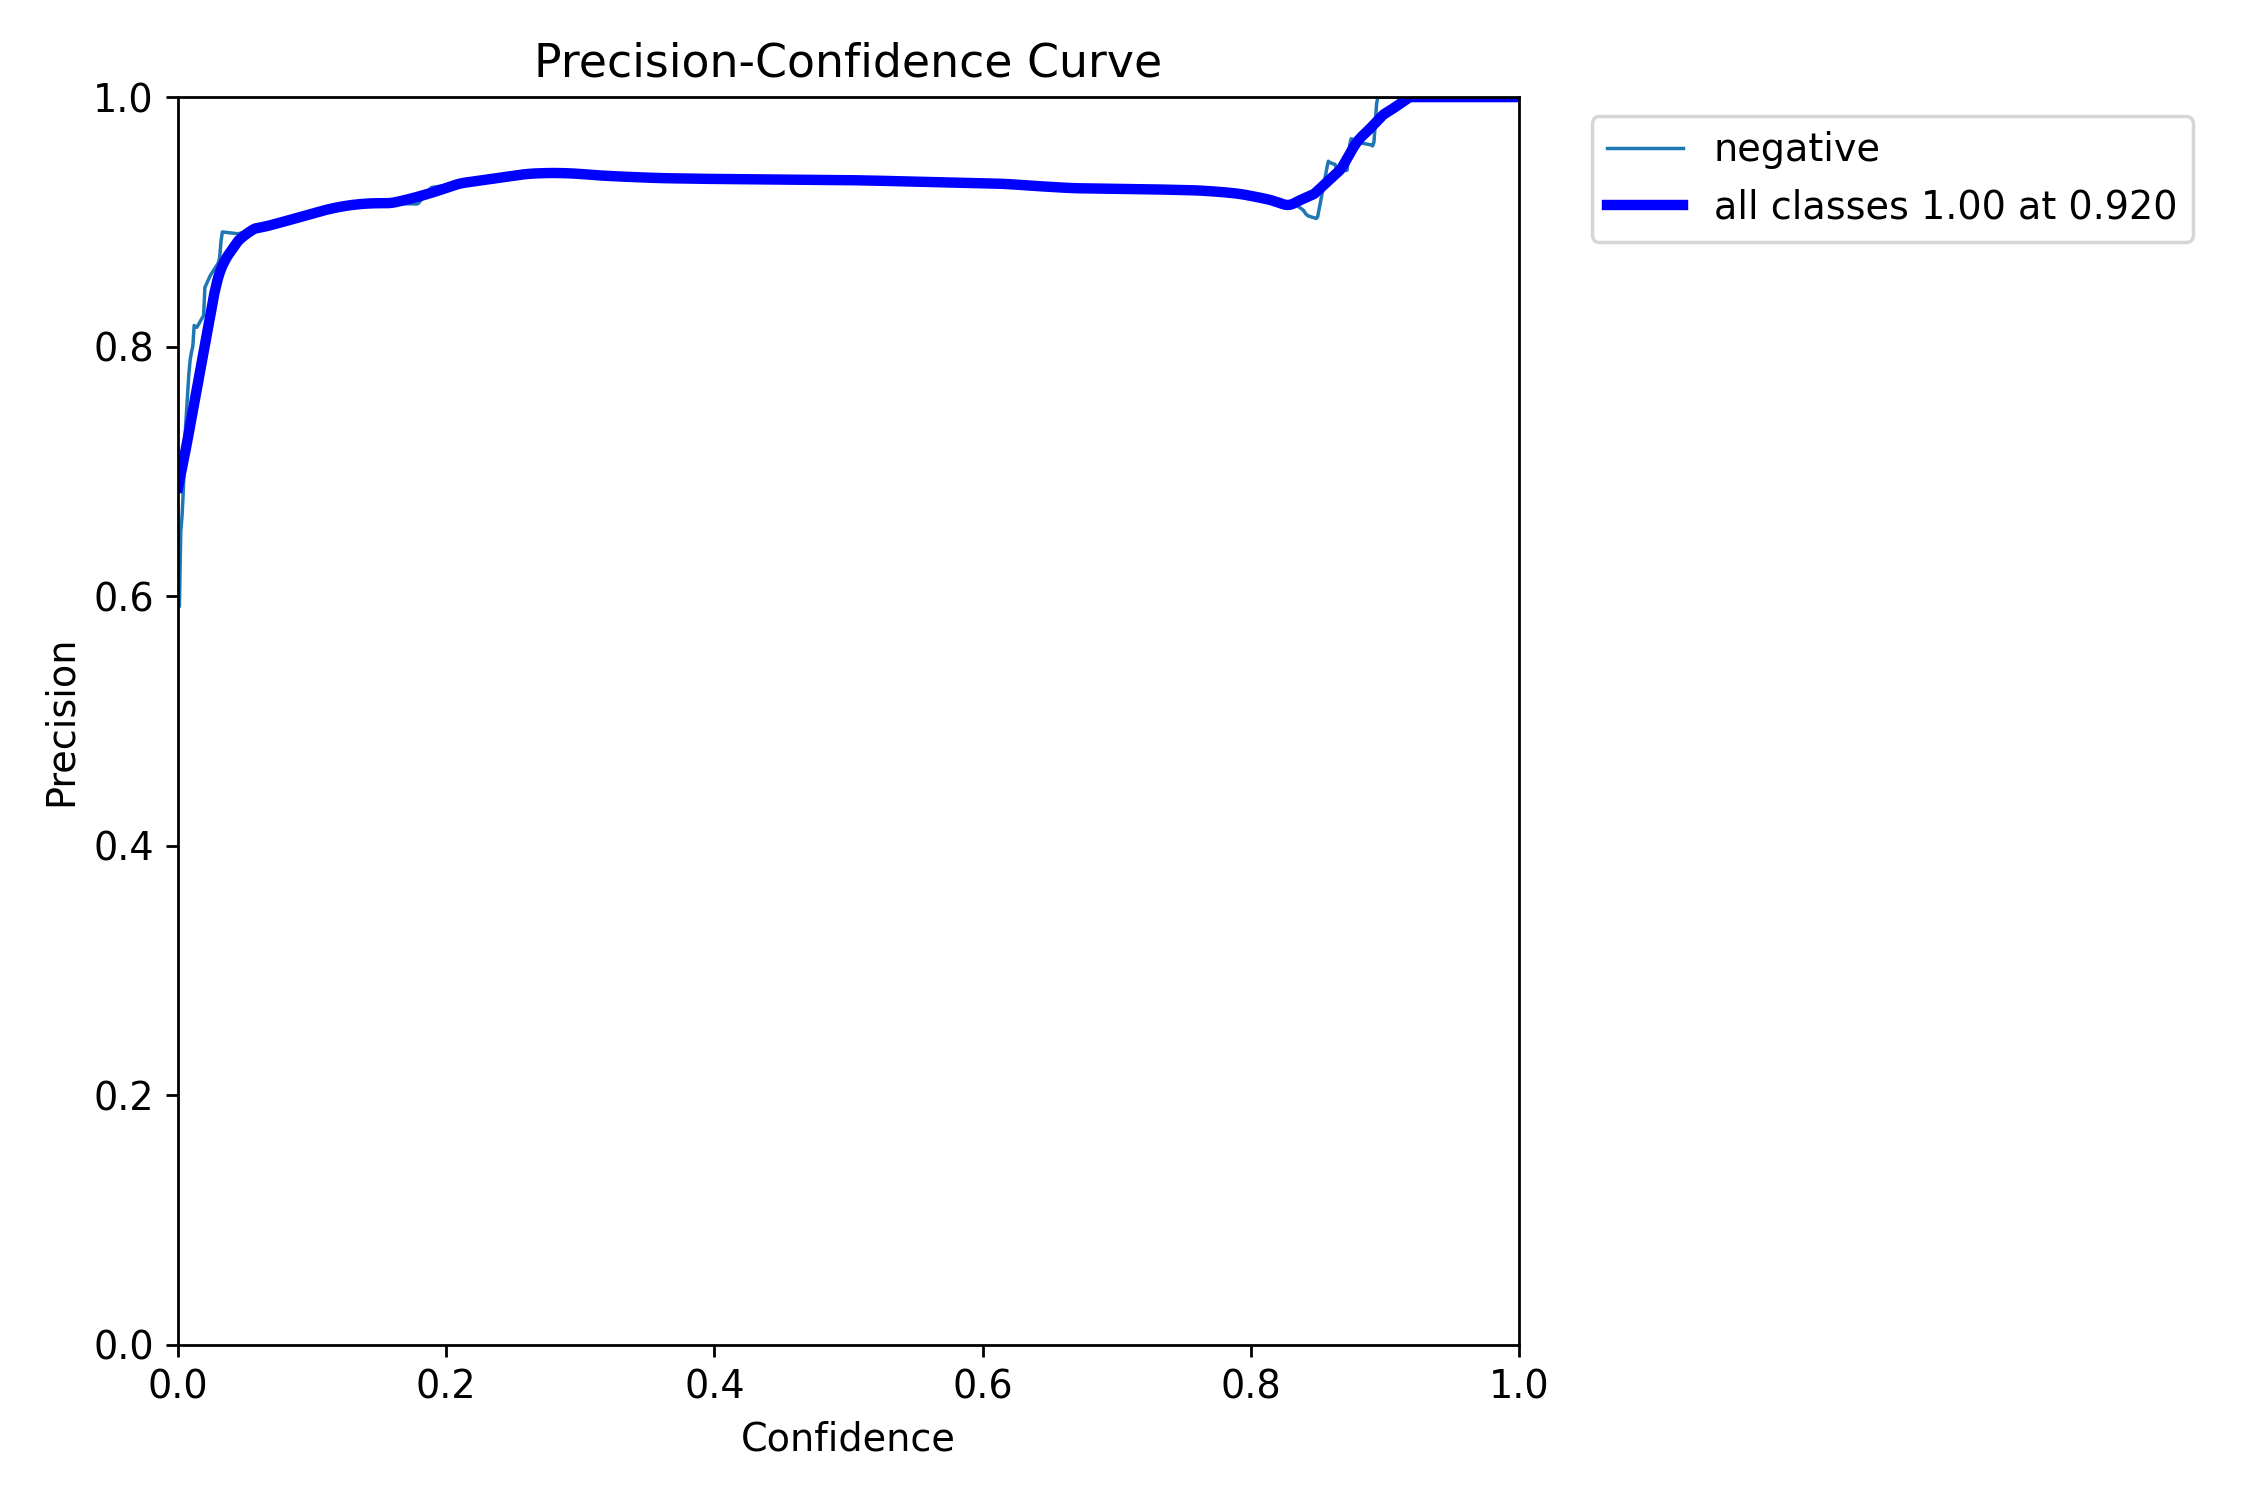 Precision-Confidence Curve
1.0
0.8
0.6
0.4
0.2
0.0
Precision
0.0 0.2 0.4 0.6 0.8 1.0
Confidence
negative
all classes 1.00 at 0.920